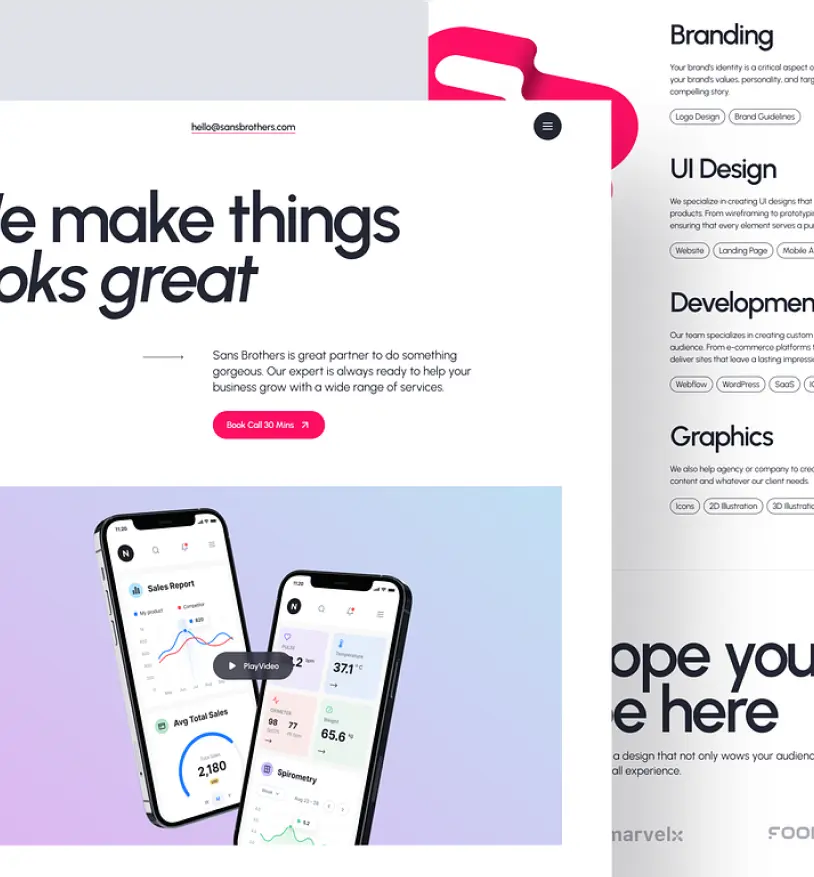 hello@sansbrothers.com
e make things
oks great
Sans Brothers is great partner to do something
gorgeous. Our expert is always ready to help your
business grow with a wide range of services.
Book Call 30 Mins
11:20
N
Sales Report
My product
Competitor
$20
Avg Total Sales
Total Sales
2,180
PlayVideo
11:20
N
PULSE
.2 bpm
Temperature
37.1 °C
98
77
Weight
65.6 kg
Spirometry
Aug 22 - 28
5.2
Branding
Your brand's identity is a critical aspect o
your brand's values, personality, and targ
compelling story.
Logo Design
Brand Guidelines
UI Design
We specialize in creating UI designs that
products. From wireframing to prototypin
ensuring that every element serves a pu
Website
Landing Page
Mobile A
Developmen
Our team specializes in creating custom
audience. From e-commerce platforms t
deliver sites that leave a lasting impressi
Webflow
WordPress
SaaS
Graphics
We also help agency or company to crea
content and whatever our client needs.
Icons
2D Illustration
3D Illustratio
ope you
e here
a design that not only wows your audienc
all experience.
marvelx
FOO